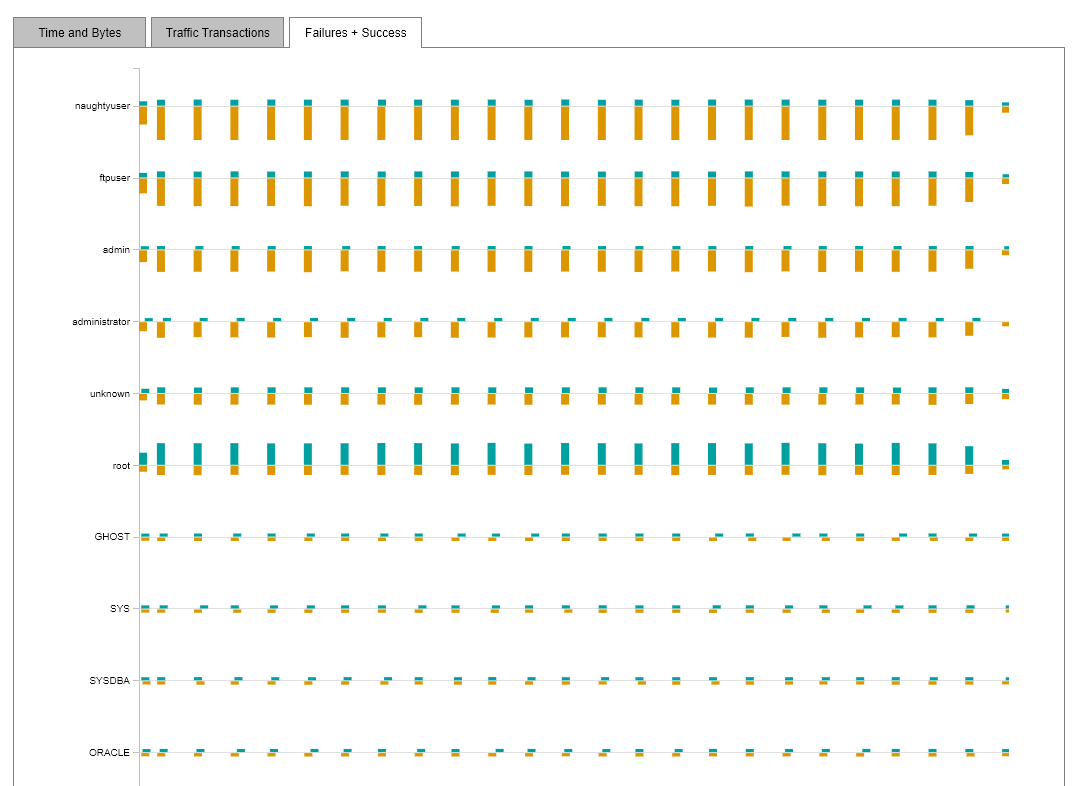 Time and Bytes Traffic Transactions Failures + Success
naughtyuser
ftpuser
admin
administrator
unknown
root
GHOST
SYS
SYSDBA
ORACLE